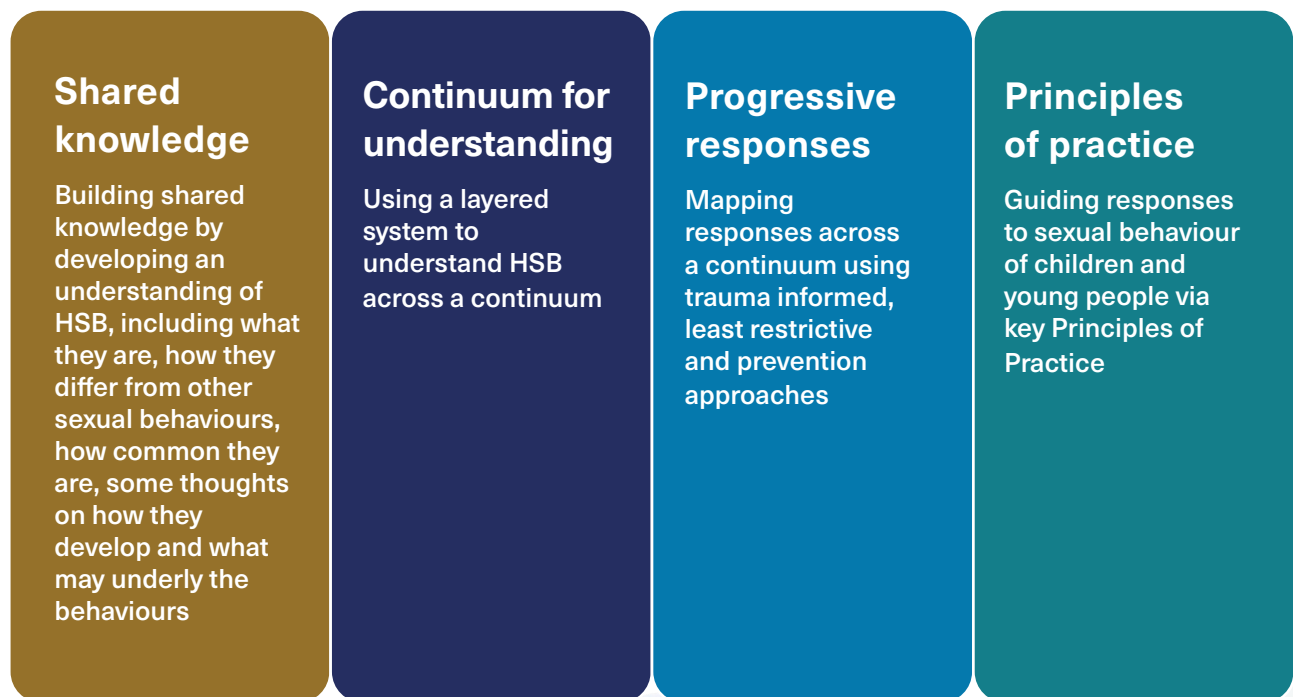 Shared
knowledge
Building shared
knowledge by
developing an
understanding of
HSB, including what
they are, how they
differ from other
sexual behaviours,
how common they
are, some thoughts
on how they
develop and what
may underly the
behaviours
Continuum for
understanding
Using a layered
system to
understand HSB
across a continuum
Progressive
responses
Mapping
responses across
a continuum using
trauma informed,
least restrictive
and prevention
approaches
Principles
of practice
Guiding responses
to sexual behaviour
of children and
young people via
key Principles of
Practice